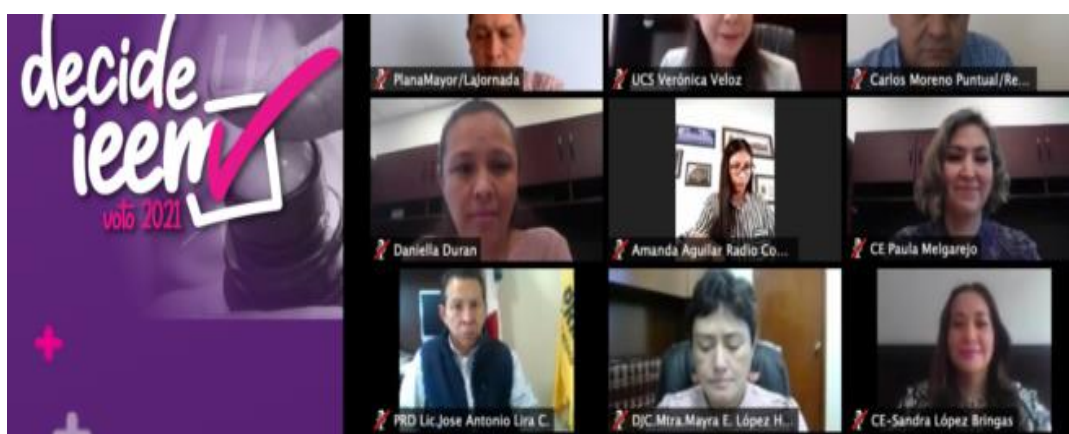 decide
ieem
voto 2021
PlanaMayor/LaJornada
UCS Verónica Veloz
Carlos Moreno Puntual/Re...
Daniella Duran
Amanda Aguilar Radio Co...
CE Paula Melgarejo
PRD Lic.Jose Antonio Lira C.
DJC.Mtra.Mayra E. López H...
CE-Sandra López Bringas